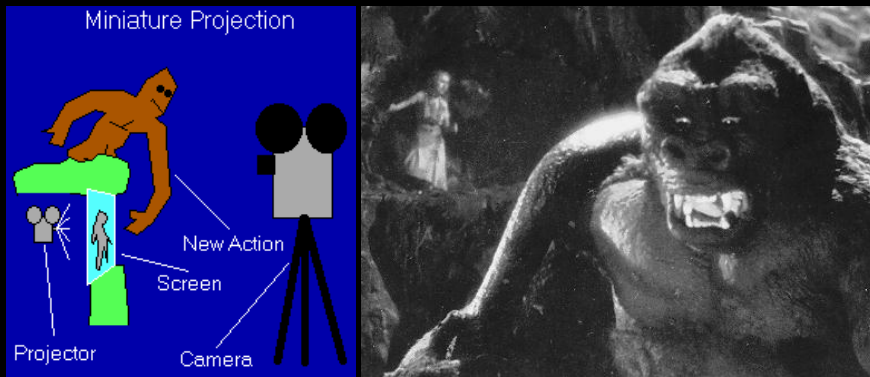 Miniature Projection
New Action
Screen
Projector
Camera